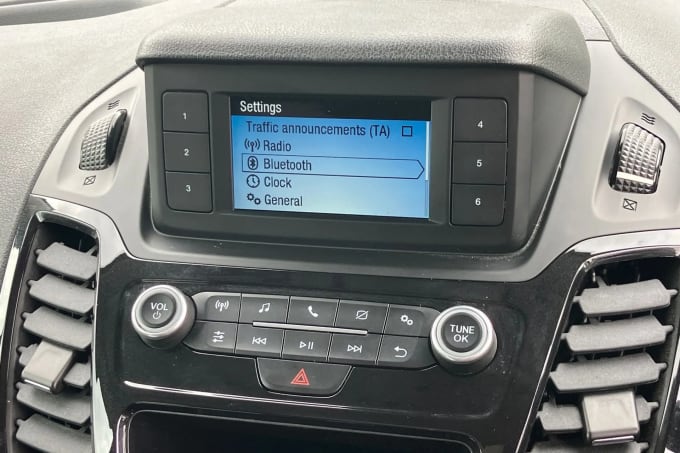 Settings
Traffic announcements (TA)
Radio
Bluetooth
Clock
General
1
2
3
4
5
6
VOL
TUNE
OK